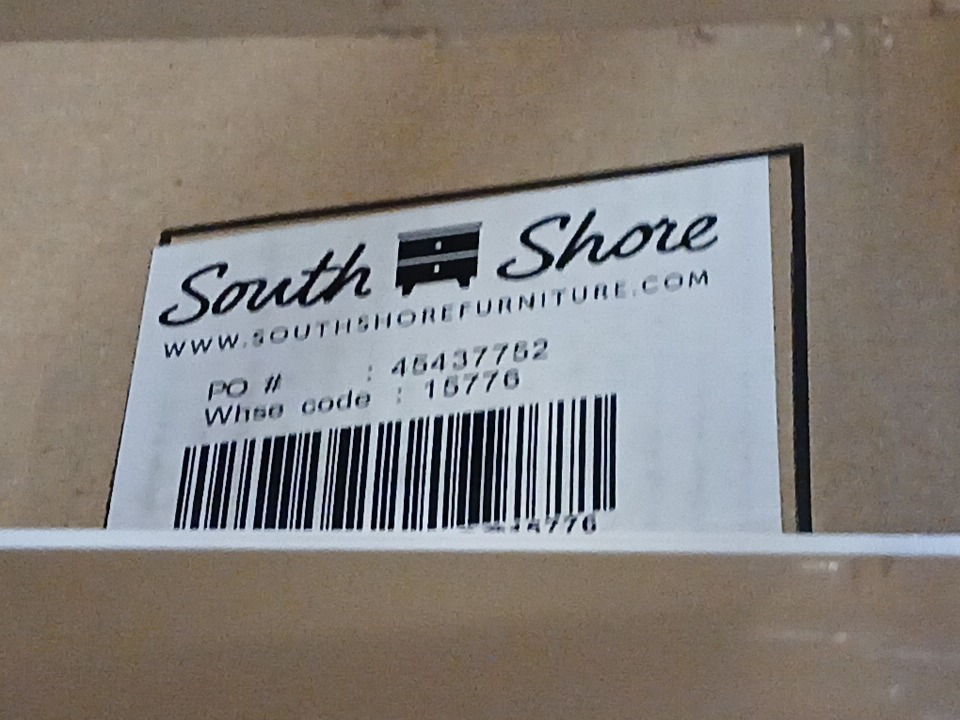 South Shore
WWW.SOUTHSHOREFURNITURE.COM
PO # : 45437752
Whse code : 15776